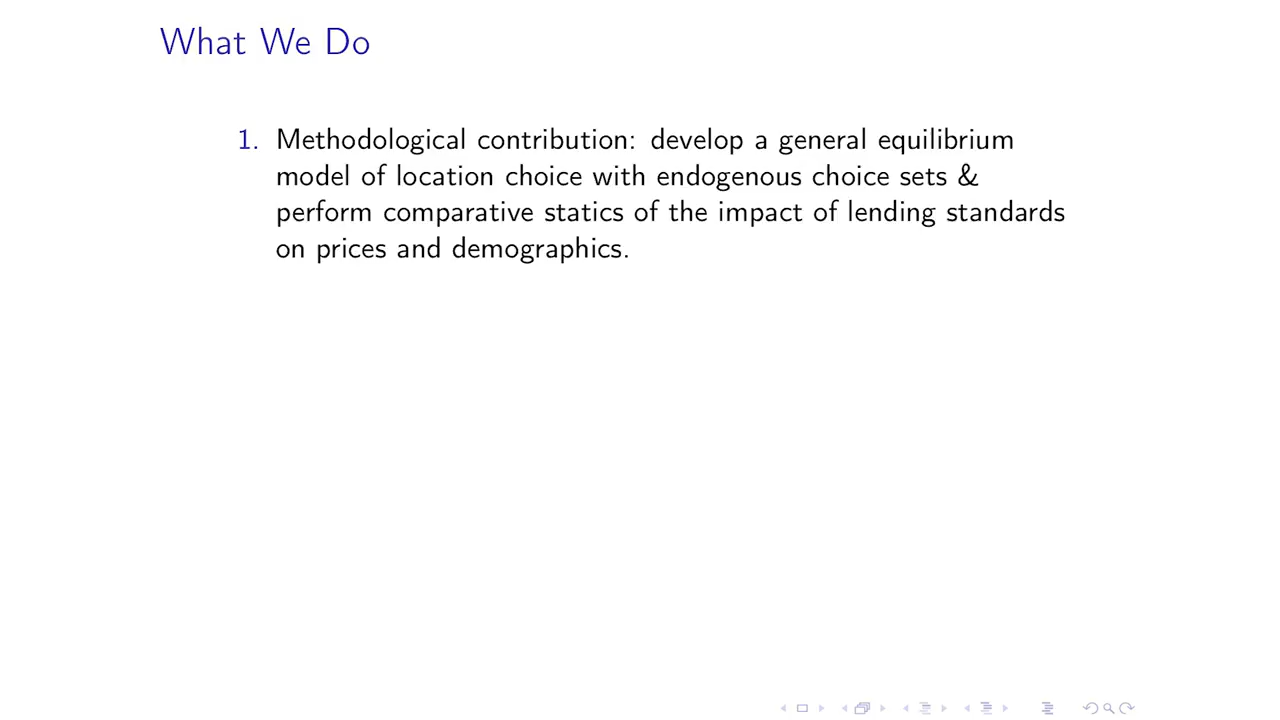 What We Do
1. Methodological contribution: develop a general equilibrium
model of location choice with endogenous choice sets &
perform comparative statics of the impact of lending standards
on prices and demographics.